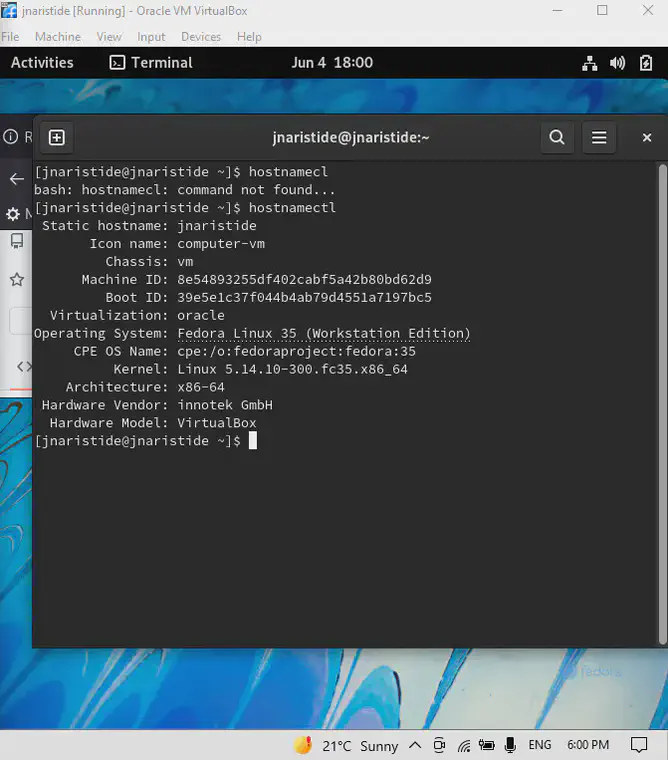 jnaristide [Running] - Oracle VM VirtualBox
File Machine View Input Devices Help
Activities Terminal Jun 4 18:00
R
jnaristide@jnaristide:~
[jnaristide@jnaristide ~]$ hostnamecl
bash: hostnamecl: command not found...
[jnaristide@jnaristide ~]$ hostnamectl
Static hostname: jnaristide
Icon name: computer-vm
Chassis: vm
Machine ID: 8e54893255df402cabf5a42b80bd62d9
Boot ID: 39e5e1c37f044b4ab79d4551a7197bc5
Virtualization: oracle
Operating System: Fedora Linux 35 (Workstation Edition)
CPE OS Name: cpe:/o:fedoraproject:fedora:35
Kernel: Linux 5.14.10-300.fc35.x86_64
Architecture: x86-64
Hardware Vendor: innotek GmbH
Hardware Model: VirtualBox
[jnaristide@jnaristide ~]$
fedora
21°C Sunny ENG 6:00 PM